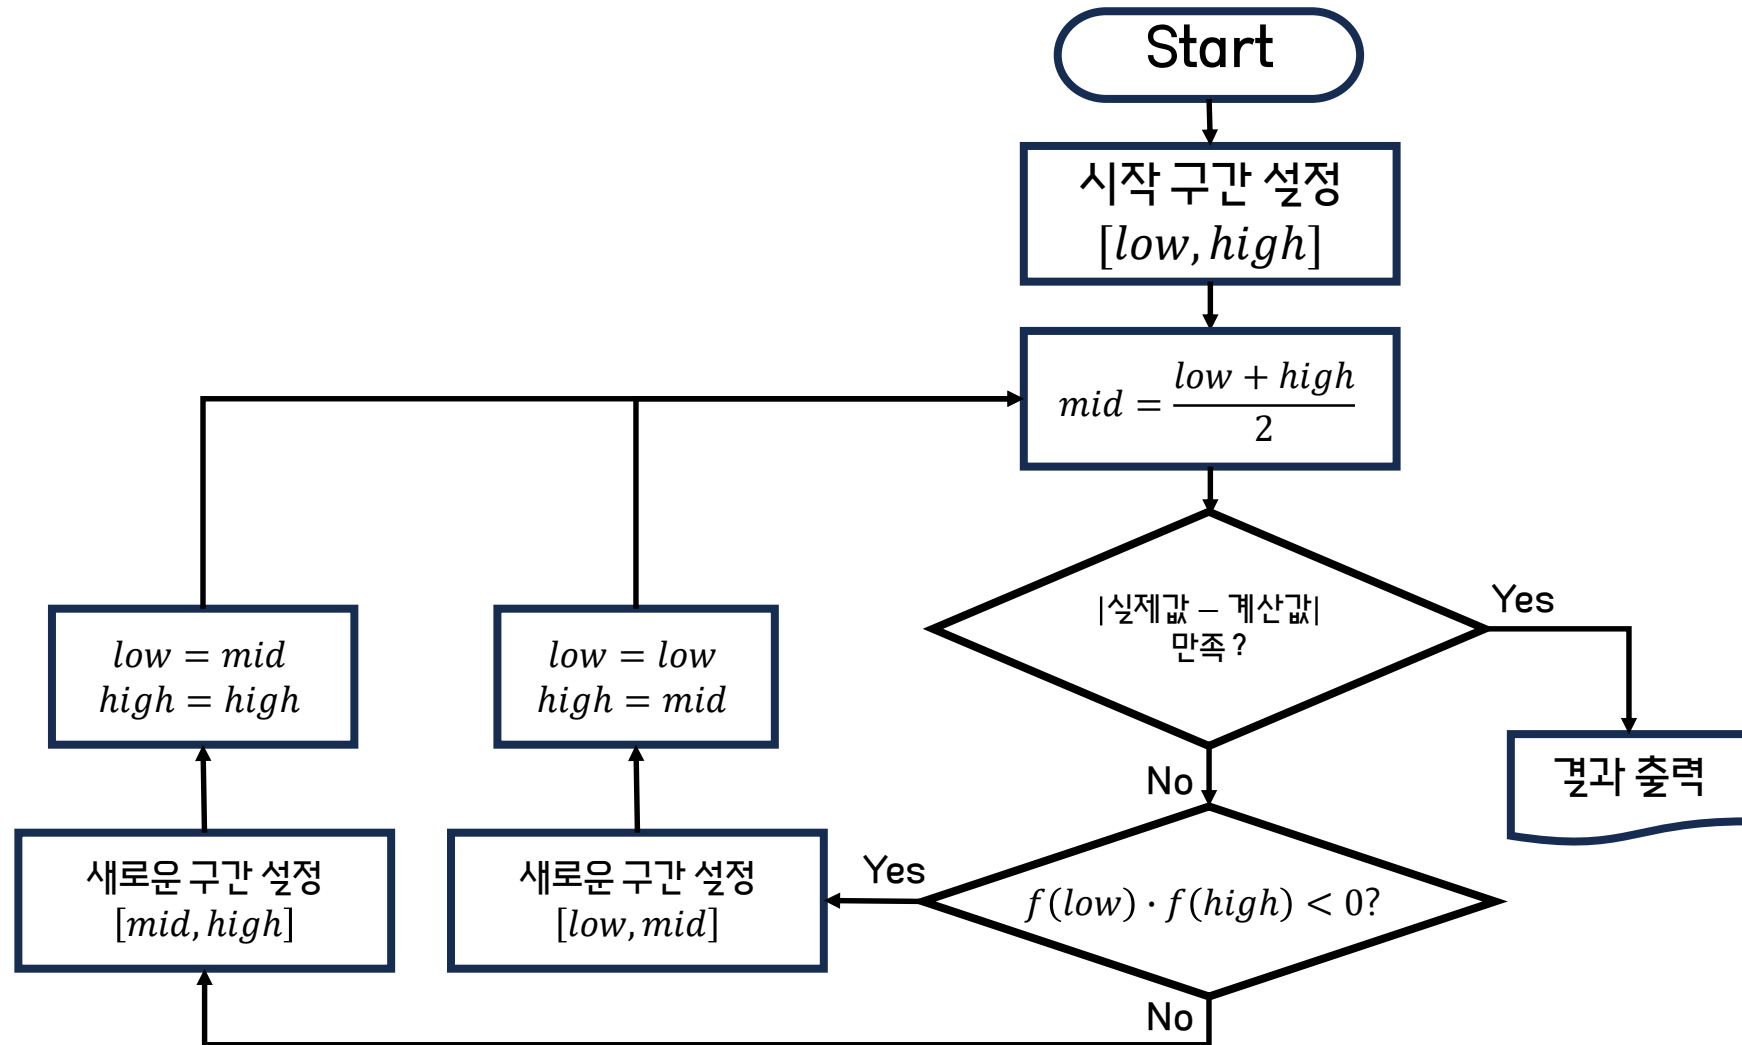 Start
시작 구간 설정
[low, high]
mid = (low + high) / 2
|실제값 – 계산값|
만족 ?
Yes
결과 출력
No
f(low) · f(high) < 0?
Yes
No
새로운 구간 설정
[low, mid]
low = low
high = mid
새로운 구간 설정
[mid, high]
low = mid
high = high